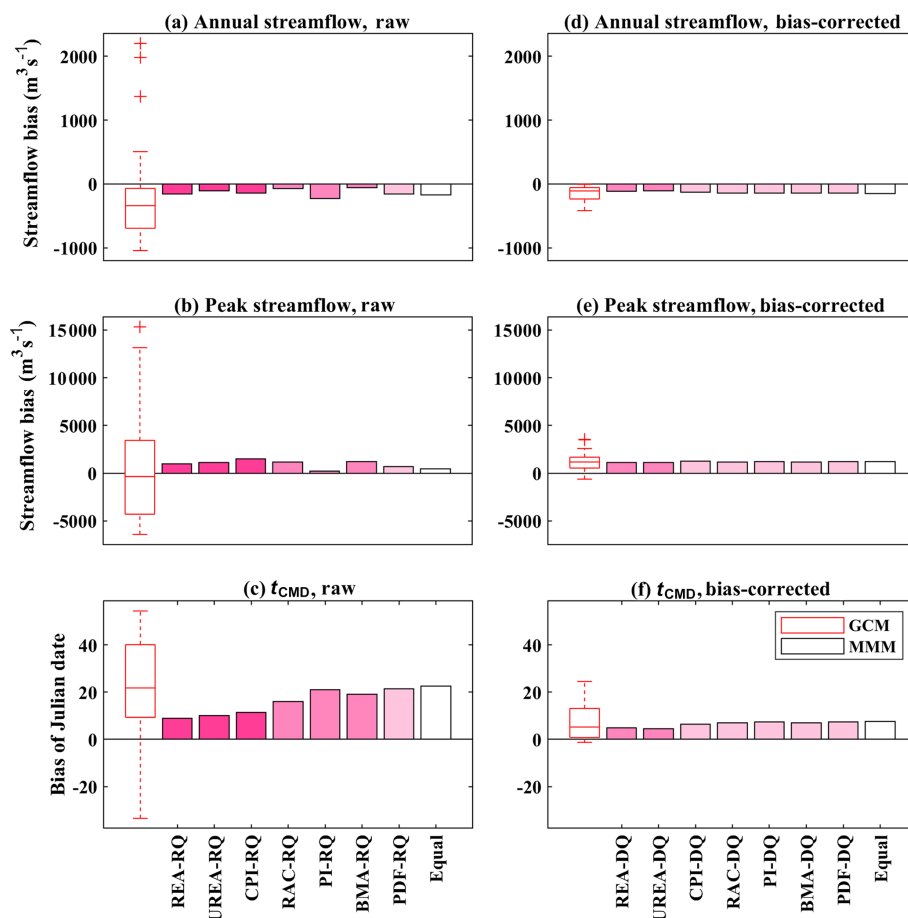 (a) Annual streamflow, raw
Streamflow bias (m³ s⁻¹)
2000
1000
0
-1000
(d) Annual streamflow, bias-corrected
2000
1000
0
-1000
(b) Peak streamflow, raw
Streamflow bias (m³ s⁻¹)
15000
10000
5000
0
-5000
(e) Peak streamflow, bias-corrected
15000
10000
5000
0
-5000
(c) tCMD, raw
Bias of Julian date
40
20
0
-20
REA-RQ
UREA-RQ
CPI-RQ
RAC-RQ
PI-RQ
BMA-RQ
PDF-RQ
Equal
(f) tCMD, bias-corrected
GCM
MMM
40
20
0
-20
REA-DQ
UREA-DQ
CPI-DQ
RAC-DQ
PI-DQ
BMA-DQ
PDF-DQ
Equal